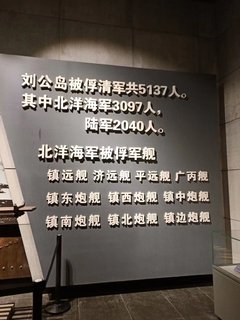 刘公岛被俘清军共5137人。
其中北洋海军3097人，
陆军2040人。
北洋海军被俘军舰
镇远舰 济远舰 平远舰 广丙舰
镇东炮舰 镇西炮舰 镇中炮舰
镇南炮舰 镇北炮舰 镇边炮舰